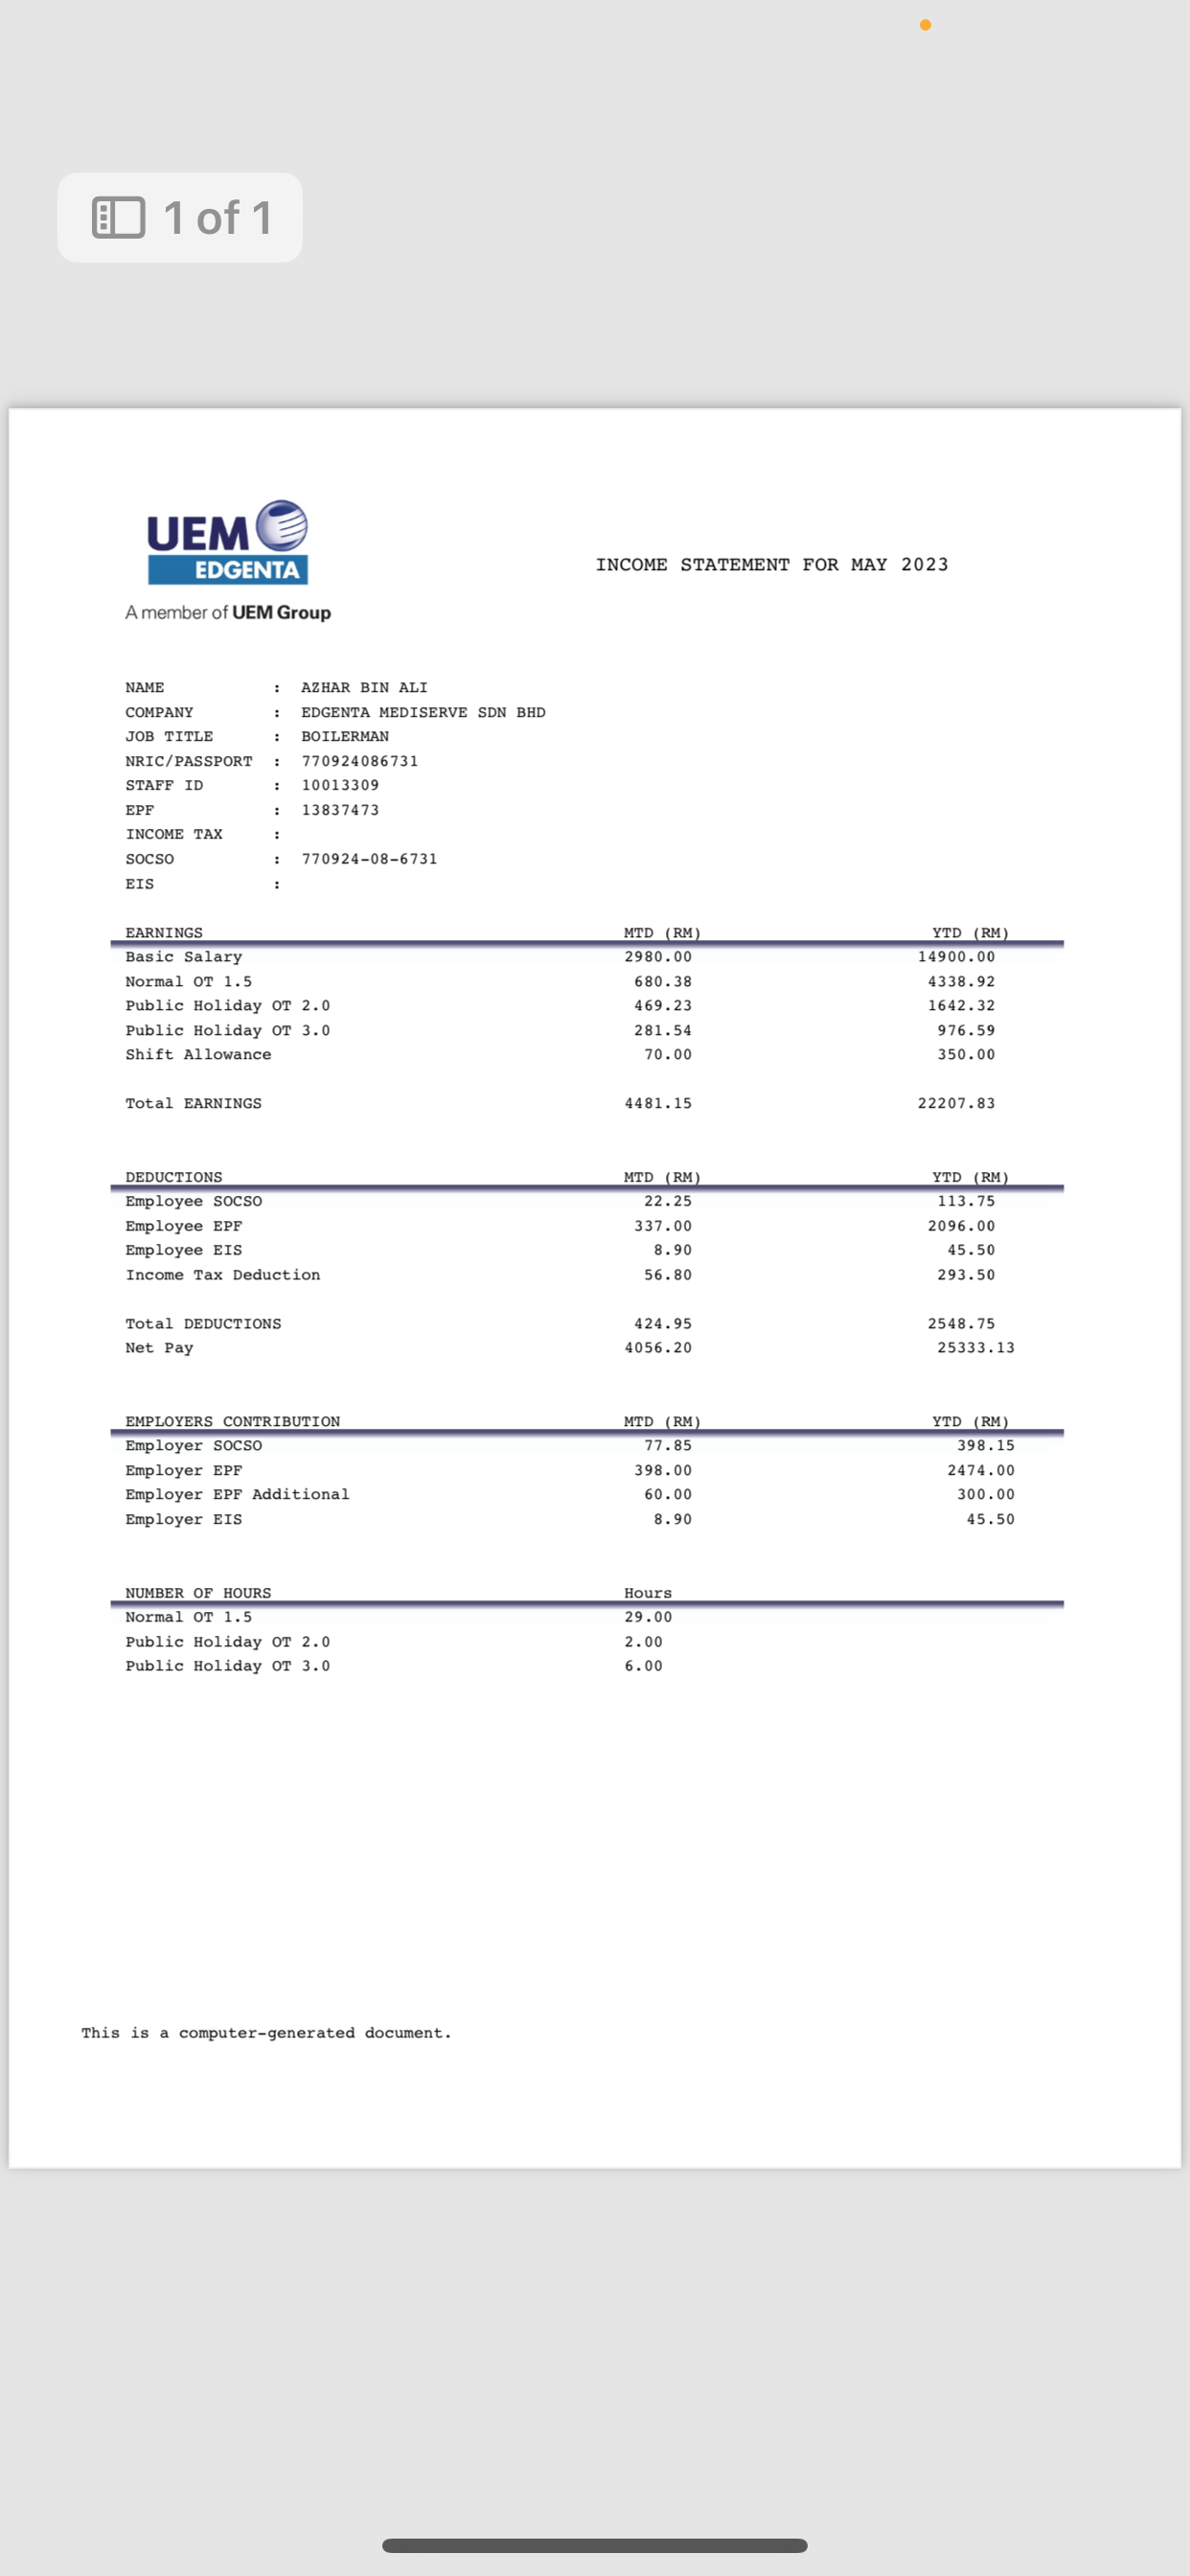 1 of 1
UEM
EDGENTA
A member of UEM Group
INCOME STATEMENT FOR MAY 2023
NAME : AZHAR BIN ALI
COMPANY : EDGENTA MEDISERVE SDN BHD
JOB TITLE : BOILERMAN
NRIC/PASSPORT : 770924086731
STAFF ID : 10013309
EPF : 13837473
INCOME TAX :
SOCSO : 770924-08-6731
EIS :
EARNINGS MTD (RM) YTD (RM)
Basic Salary 2980.00 14900.00
Normal OT 1.5 680.38 4338.92
Public Holiday OT 2.0 469.23 1642.32
Public Holiday OT 3.0 281.54 976.59
Shift Allowance 70.00 350.00
Total EARNINGS 4481.15 22207.83
DEDUCTIONS MTD (RM) YTD (RM)
Employee SOCSO 22.25 113.75
Employee EPF 337.00 2096.00
Employee EIS 8.90 45.50
Income Tax Deduction 56.80 293.50
Total DEDUCTIONS 424.95 2548.75
Net Pay 4056.20 25333.13
EMPLOYERS CONTRIBUTION MTD (RM) YTD (RM)
Employer SOCSO 77.85 398.15
Employer EPF 398.00 2474.00
Employer EPF Additional 60.00 300.00
Employer EIS 8.90 45.50
NUMBER OF HOURS Hours
Normal OT 1.5 29.00
Public Holiday OT 2.0 2.00
Public Holiday OT 3.0 6.00
This is a computer-generated document.